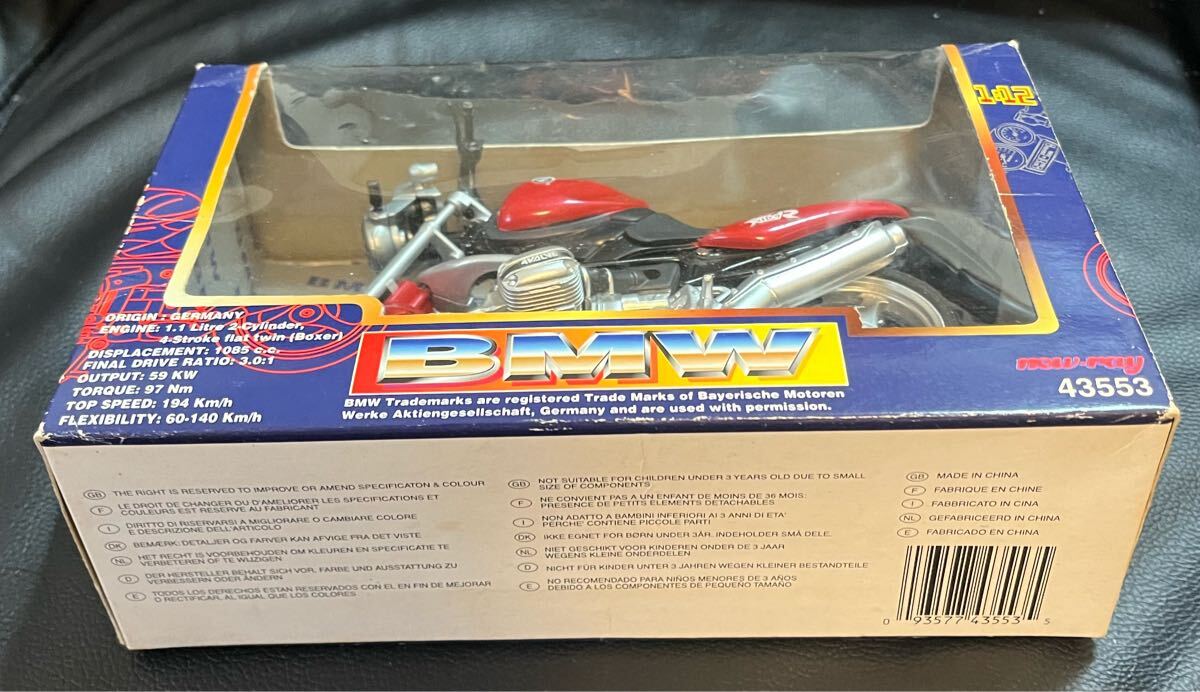 1:12
4VALVE
R1100R
BMW
ORIGIN : GERMANY
ENGINE: 1.1 Litre 2-Cylinder,
4-Stroke flat twin (Boxer)
DISPLACEMENT: 1085 c.c.
FINAL DRIVE RATIO: 3.0:1
OUTPUT: 59 KW
TORQUE: 97 Nm
TOP SPEED: 194 Km/h
FLEXIBILITY: 60-140 Km/h
BMW
BMW Trademarks are registered Trade Marks of Bayerische Motoren
Werke Aktiengesellschaft, Germany and are used with permission.
new-ray
43553
GB THE RIGHT IS RESERVED TO IMPROVE OR AMEND SPECIFICATON & COLOUR
F LE DROIT DE CHANGER OU D'AMELIORER LES SPECIFICATIONS ET
COULEURS EST RESERVE AU FABRICANT
I DIRITTO DI RISERVARSI A MIGLIORARE O CAMBIARE COLORE
E DESCRIZIONE DELL'ARTICOLO
DK BEMÆRK: DETALJER OG FARVER KAN AFVIGE FRA DET VISTE
NL HET RECHT IS VOORBEHOUDEN OM KLEUREN EN SPECIFICATIE TE
VERBETEREN OF TE WIJZIGEN
D DER HERSTELLER BEHALT SICH VOR, FARBE UND AUSSTATTUNG ZU
VERBESSERN ODER ÄNDERN
E TODOS LOS DERECHOS ESTAN RESERVADOS CON EL EN FIN DE MEJORAR
O RECTIFICAR, AL IGUAL QUE LOS COLORES
GB NOT SUITABLE FOR CHILDREN UNDER 3 YEARS OLD DUE TO SMALL
SIZE OF COMPONENTS
F NE CONVIENT PAS A UN ENFANT DE MOINS DE 36 MOIS:
PRESENCE DE PETITS ELEMENTS DETACHABLES
I NON ADATTO A BAMBINI INFERIORI AI 3 ANNI DI ETA'
PERCHE' CONTIENE PICCOLE PARTI
DK IKKE EGNET FOR BØRN UNDER 3ÅR. INDEHOLDER SMÅ DELE.
NL NIET GESCHIKT VOOR KINDEREN ONDER DE 3 JAAR
WEGENS KLEINE ONDERDELEN
D NICHT FÜR KINDER UNTER 3 JAHREN WEGEN KLEINER BESTANDTEILE
E NO RECOMENDADO PARA NIÑOS MENORES DE 3 AÑOS
DEBIDO A LOS COMPONENTES DE PEQUEÑO TAMAÑO
GB MADE IN CHINA
F FABRIQUE EN CHINE
I FABBRICATO IN CINA
NL GEFABRICEERD IN CHINA
E FABRICADO EN CHINA
0 93577 43553 5